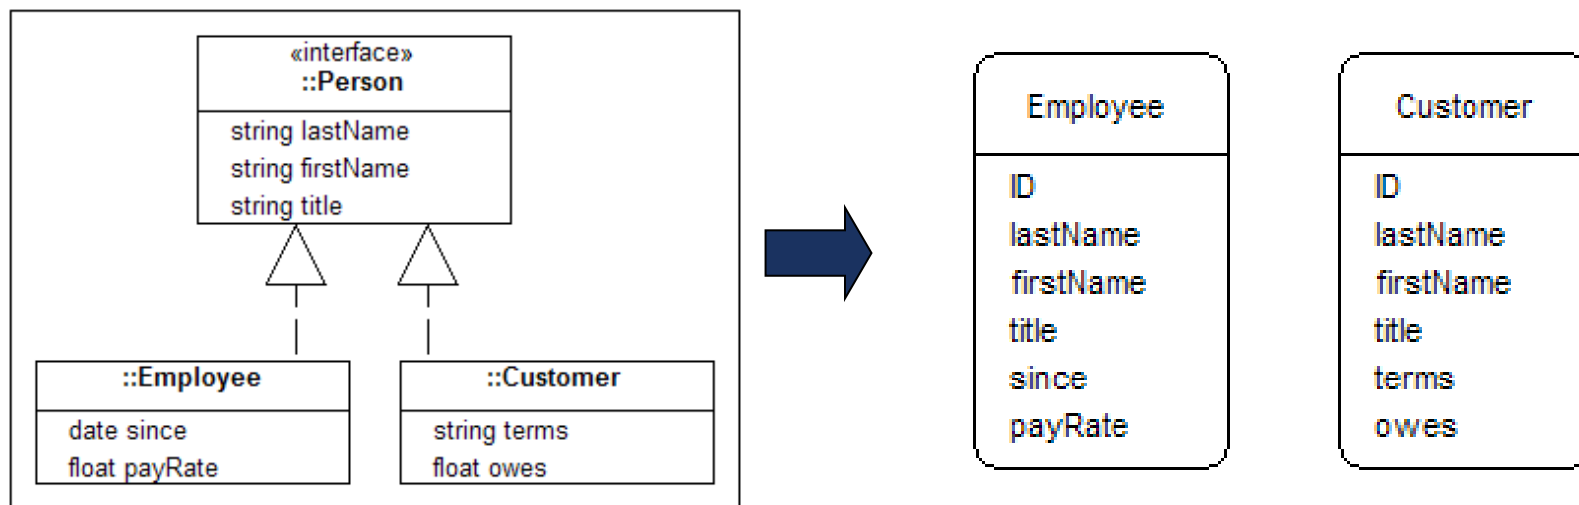 «interface»
::Person
string lastName
string firstName
string title
::Employee
date since
float payRate
::Customer
string terms
float owes
Employee
ID
lastName
firstName
title
since
payRate
Customer
ID
lastName
firstName
title
terms
owes